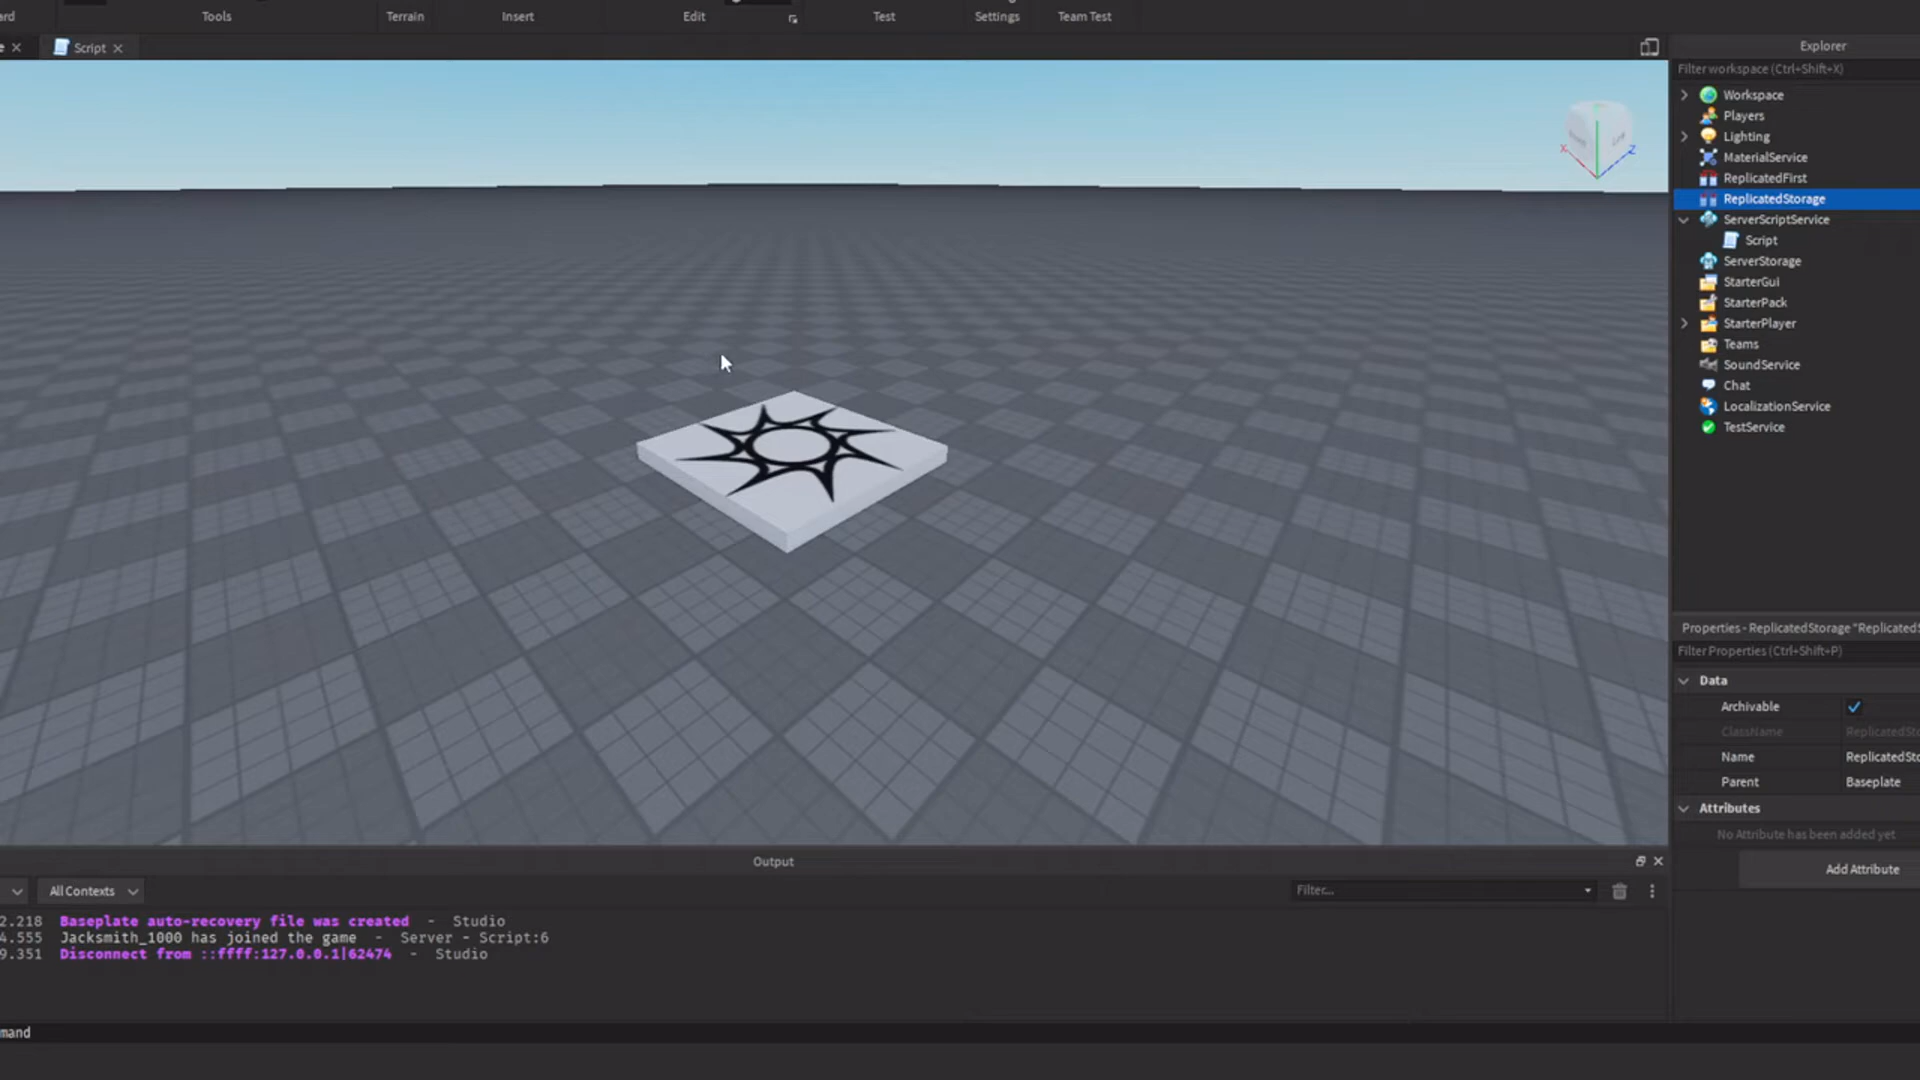 ard
Tools
Terrain
Insert
Edit
Test
Settings
Team Test
e
Script
Explorer
Filter workspace (Ctrl+Shift+X)
Workspace
Players
Lighting
MaterialService
ReplicatedFirst
ReplicatedStorage
ServerScriptService
Script
ServerStorage
StarterGui
StarterPack
StarterPlayer
Teams
SoundService
Chat
LocalizationService
TestService
X
Z
Properties - ReplicatedStorage "ReplicatedS
Filter Properties (Ctrl+Shift+P)
Data
Archivable
ClassName ReplicatedSto
Name ReplicatedSto
Parent Baseplate
Attributes
No Attribute has been added yet
Add Attribute
Output
All Contexts
Filter...
2.218 Baseplate auto-recovery file was created - Studio
4.555 Jacksmith_1000 has joined the game - Server - Script:6
9.351 Disconnect from ::ffff:127.0.0.1|62474 - Studio
mand